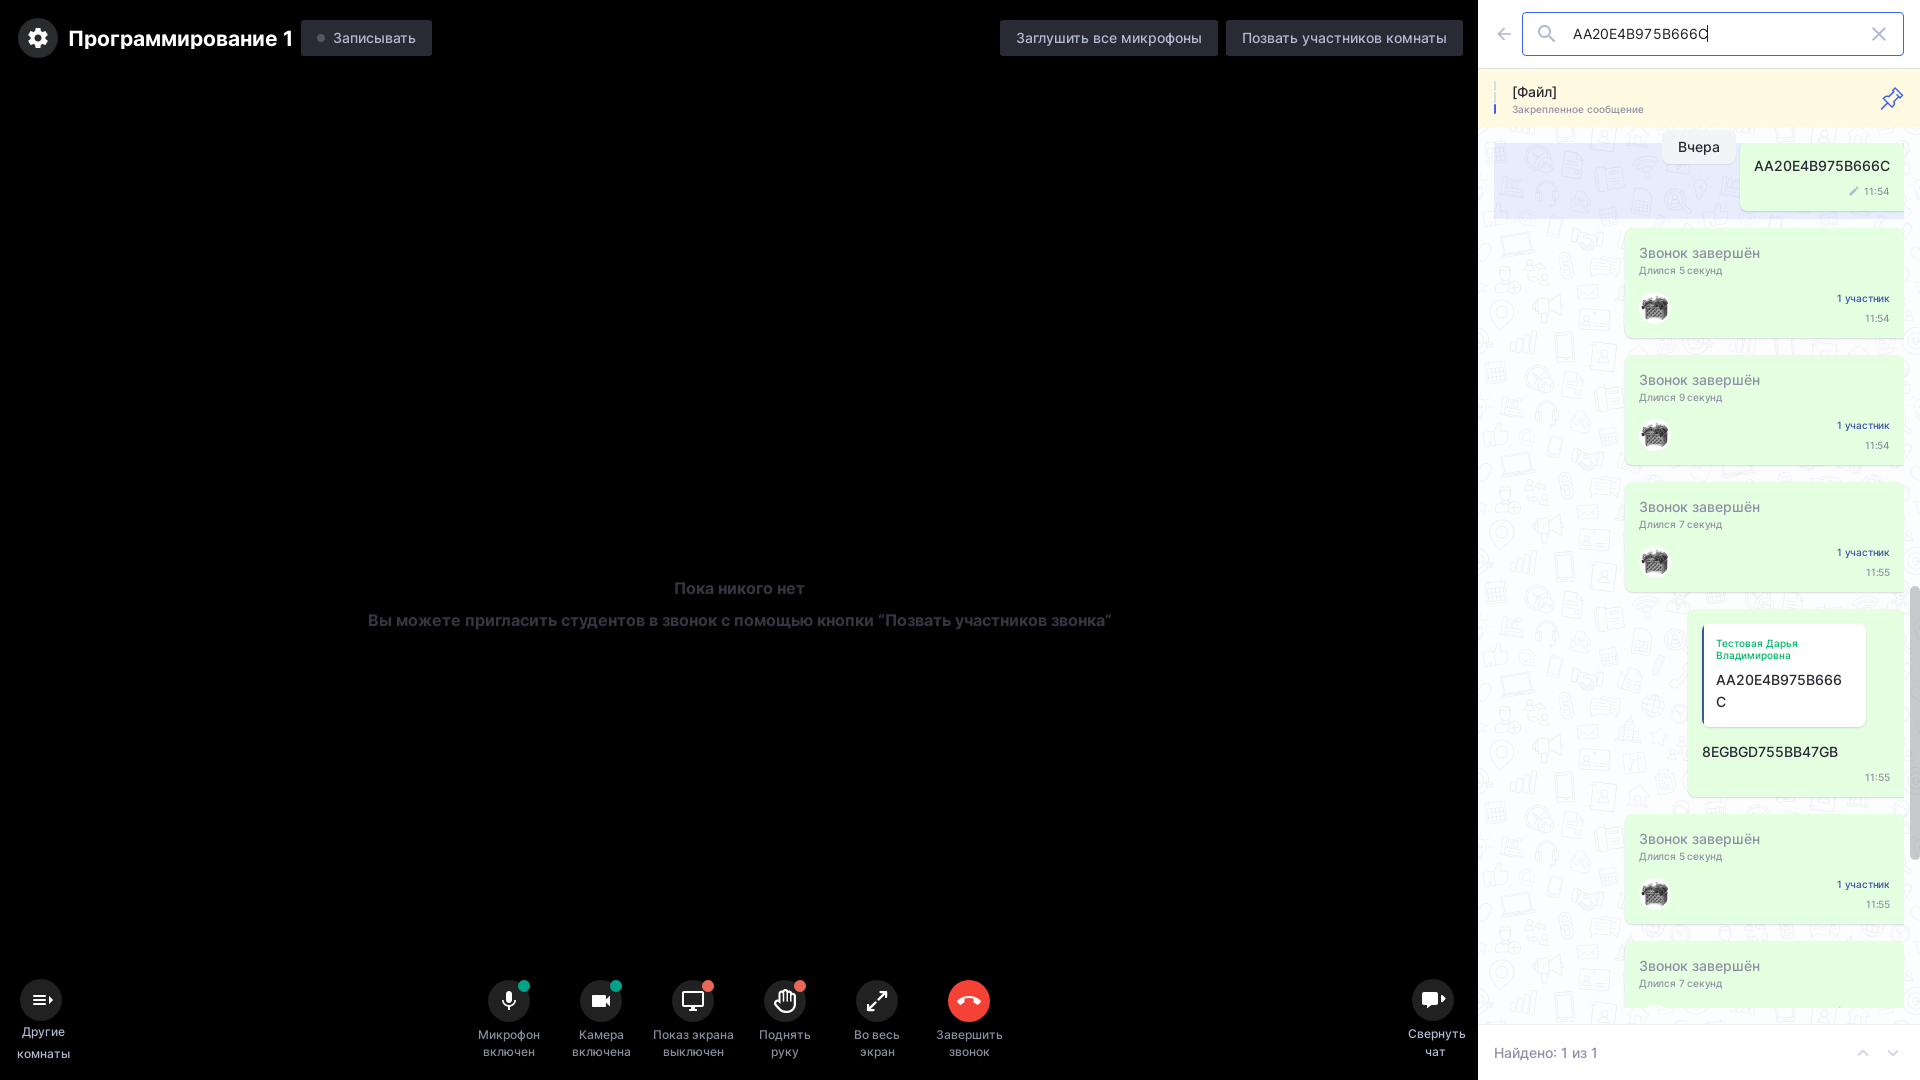 Программирование 1
Записывать
Заглушить все микрофоны
Позвать участников комнаты
AA20E4B975B666C
[Файл]
Закрепленное сообщение
Вчера
AA20E4B975B666C
11:54
Звонок завершён
Длился 5 секунд
1 участник
11:54
Звонок завершён
Длился 9 секунд
1 участник
11:54
Звонок завершён
Длился 7 секунд
1 участник
11:55
Тестовая Дарья
Владимировна
AA20E4B975B666
C
8EGBGD755BB47GB
11:55
Звонок завершён
Длился 5 секунд
1 участник
11:55
Звонок завершён
Длился 7 секунд
Найдено: 1 из 1
Пока никого нет
Вы можете пригласить студентов в звонок с помощью кнопки “Позвать участников звонка”
Другие
комнаты
Микрофон
включен
Камера
включена
Показ экрана
выключен
Поднять
руку
Во весь
экран
Завершить
звонок
Свернуть
чат